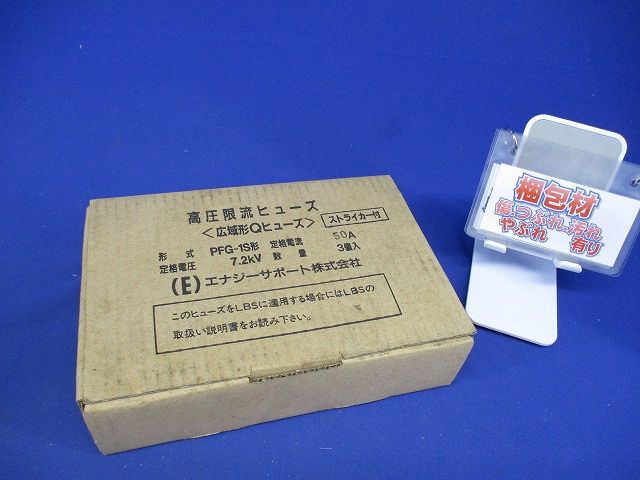 高圧限流ヒューズ
<広域形Qヒューズ> ストライカー付
形式 PFG-1S形 定格電流 50A
定格電圧 7.2kV 数量 3個入
(E) エナジーサポート株式会社
このヒューズをLBSに適用する場合にはLBSの
取扱い説明書をお読み下さい。
梱包材
傷、つぶれ、汚れ
やぶれ 有り